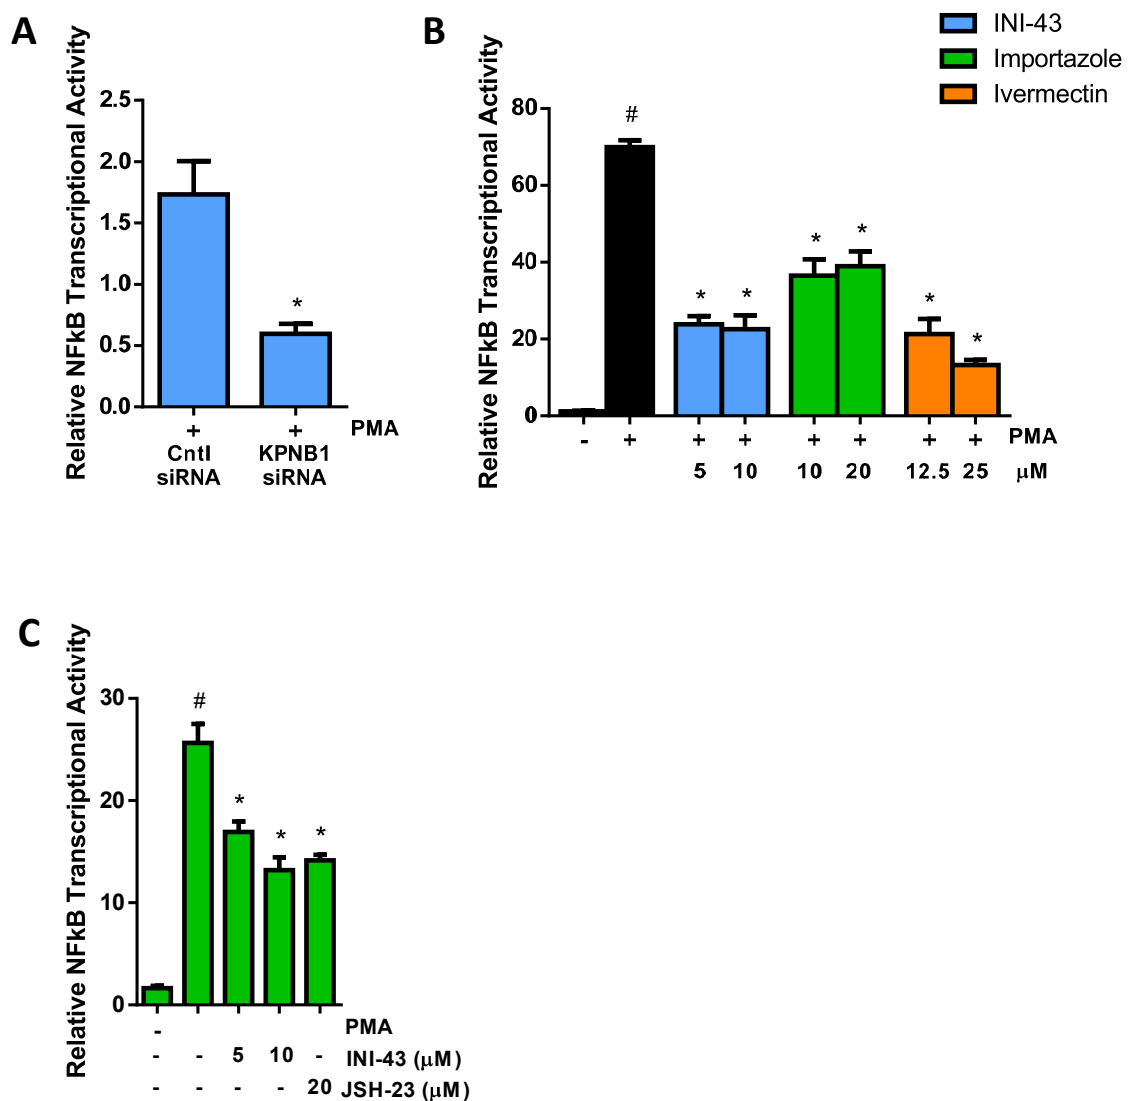 A
Relative NFkB Transcriptional Activity
2.5
2.0
1.5
1.0
0.5
0.0
*
+ + PMA
Cntl KPNB1
siRNA siRNA
B
INI-43
Importazole
Ivermectin
Relative NFkB Transcriptional Activity
80
60
40
20
0
# * * * * * *
- + + + + + + + PMA
5 10 10 20 12.5 25 μM
C
Relative NFkB Transcriptional Activity
30
20
10
0
# * * *
- PMA
- - 5 10 - INI-43 (μM)
- - - - 20 JSH-23 (μM)